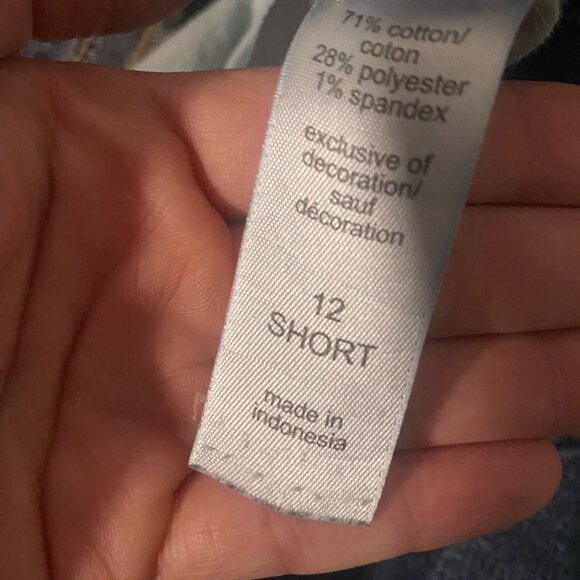 71% cotton/
coton
28% polyester
1% spandex
exclusive of
decoration/
sauf
décoration
12
SHORT
made in
indonesia